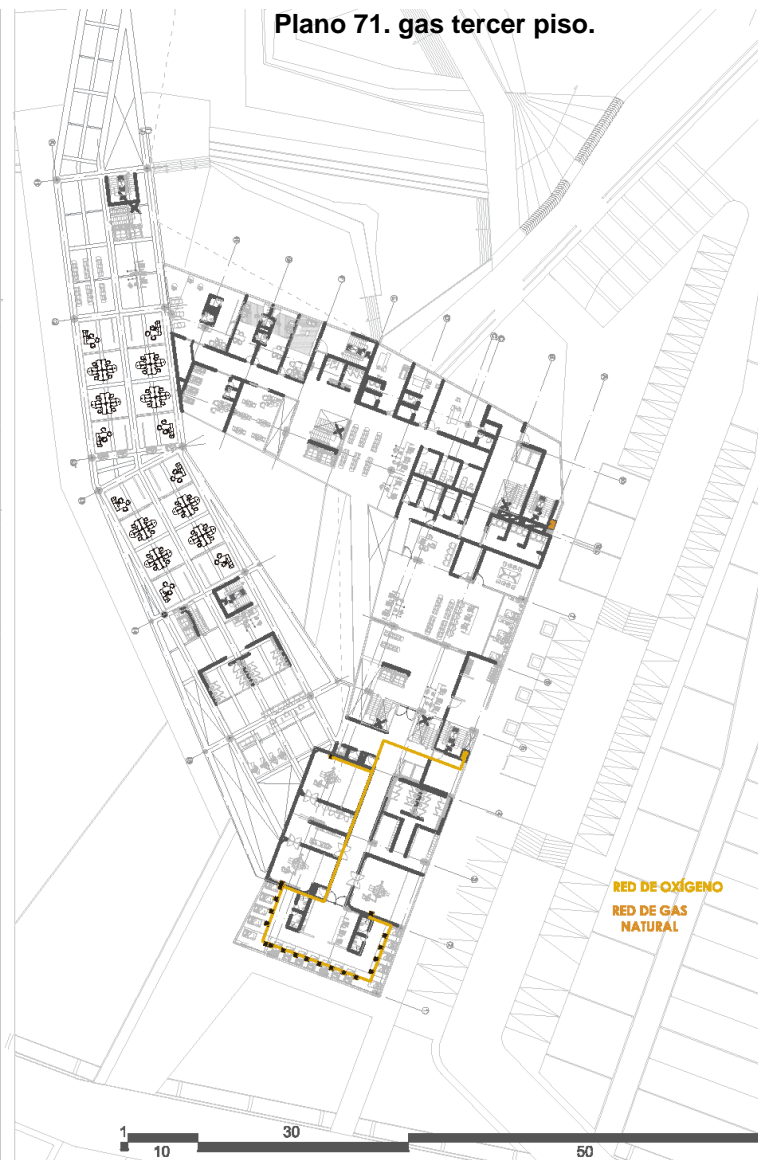 Plano 71. gas tercer piso.
RED DE OXÍGENO
RED DE GAS
NATURAL
1
30
10
50